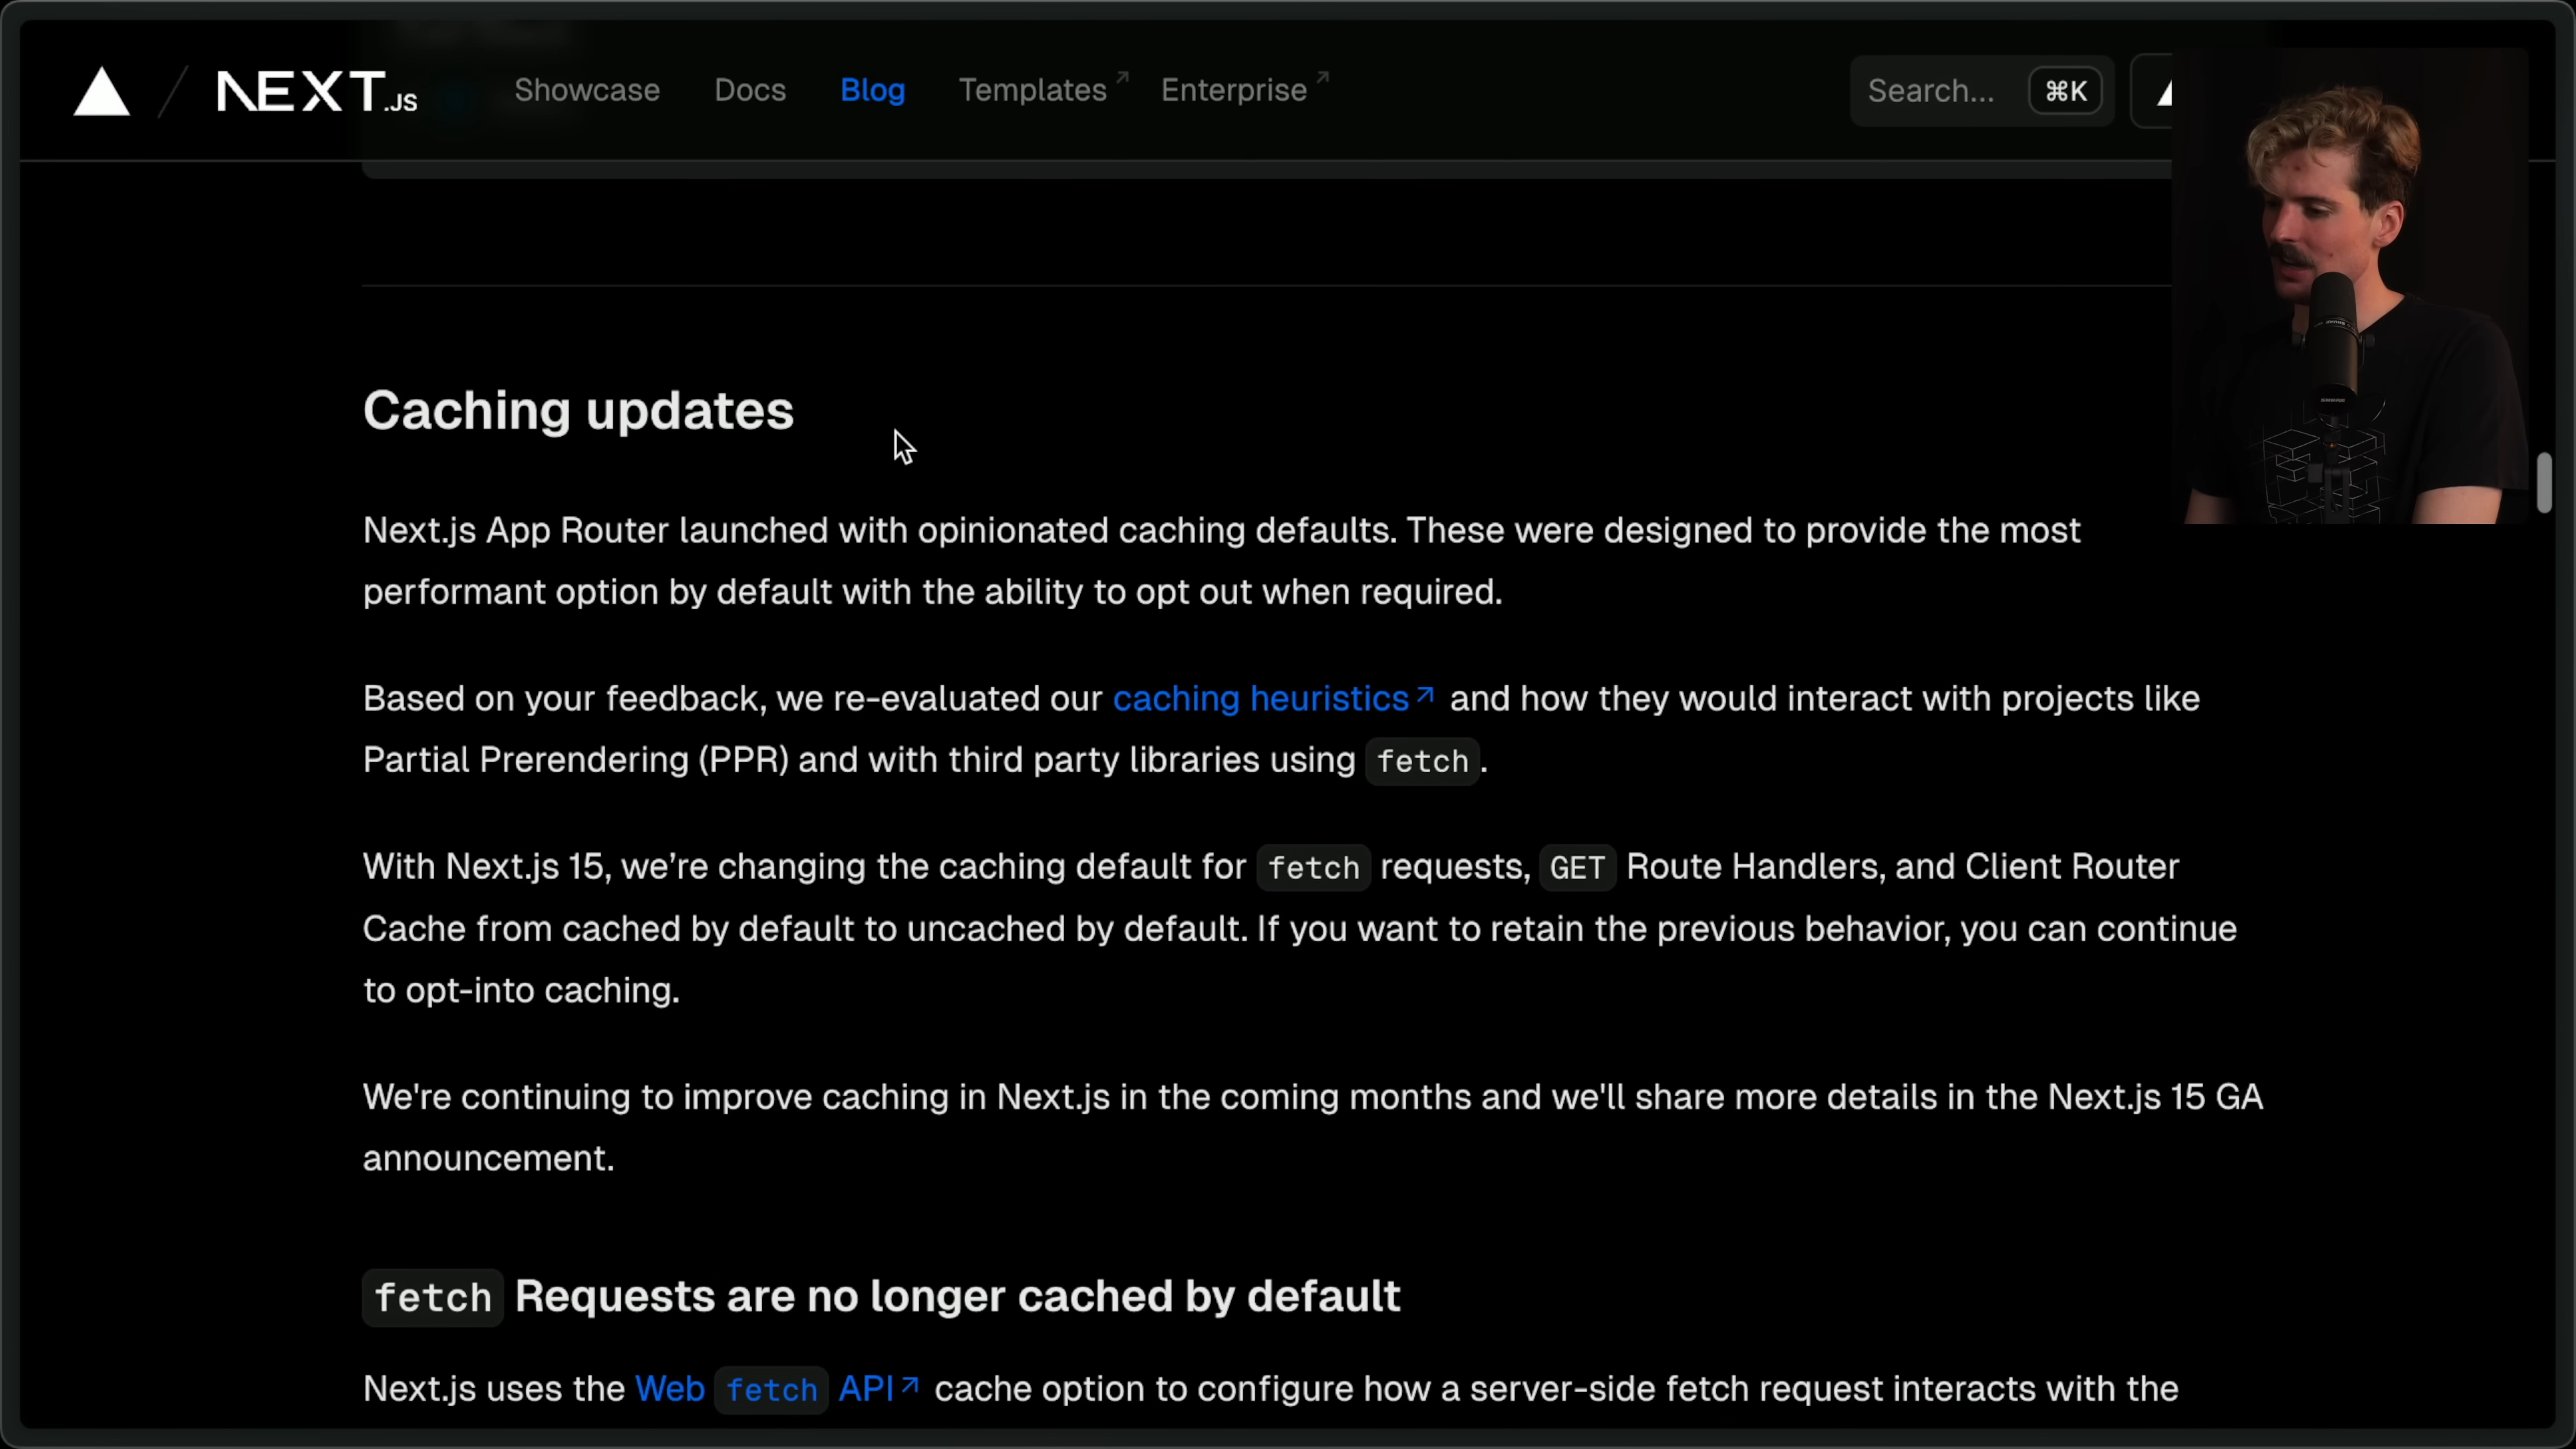 NEXT.JS Showcase Docs Blog Templates Enterprise Search... ⌘K
Caching updates
Next.js App Router launched with opinionated caching defaults. These were designed to provide the most
performant option by default with the ability to opt out when required.
Based on your feedback, we re-evaluated our caching heuristics and how they would interact with projects like
Partial Prerendering (PPR) and with third party libraries using fetch.
With Next.js 15, we’re changing the caching default for fetch requests, GET Route Handlers, and Client Router
Cache from cached by default to uncached by default. If you want to retain the previous behavior, you can continue
to opt-into caching.
We're continuing to improve caching in Next.js in the coming months and we'll share more details in the Next.js 15 GA
announcement.
fetch Requests are no longer cached by default
Next.js uses the Web fetch API cache option to configure how a server-side fetch request interacts with the